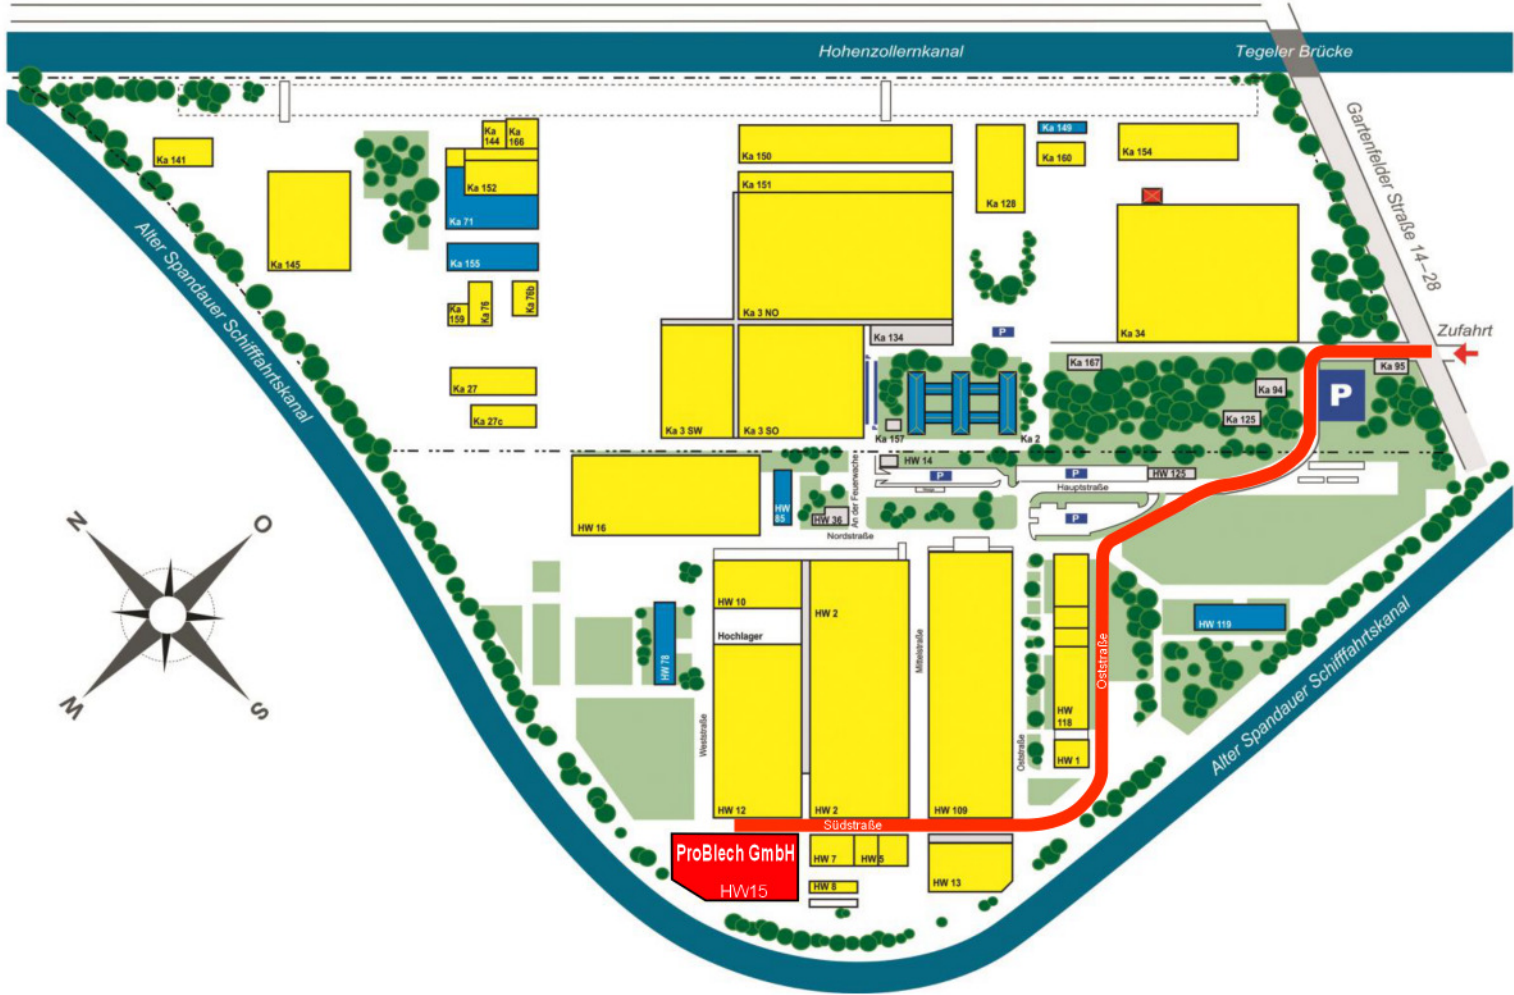 Hohenzollernkanal
Tegeler Brücke
Gartenfelder Straße 14–28
Zufahrt
Alter Spandauer Schifffahrtskanal
Ka 141
Ka 145
Ka
144
Ka
166
Ka 152
Ka 71
Ka 155
Ka
159
Ka 76
Ka 76b
Ka 27
Ka 27c
Ka 150
Ka 151
Ka 3 NO
Ka 134
Ka 3 SW
Ka 3 SO
Ka 128
Ka 149
Ka 160
Ka 154
Ka 34
P
Ka 167
Ka 94
Ka 125
Ka 95
P
P
P
Ka 157
Ka 2
HW 14
P
P
HW 125
Hauptstraße
P
HW 16
HW
85
HW 36
An der Feuerwache
Nordstraße
N
O
W
S
HW 10
Hochlager
HW 12
HW 2
HW 2
HW 78
Weststraße
Mittelstraße
HW 109
Oststraße
HW
118
HW 1
Oststraße
HW 119
Alter Spandauer Schifffahrtskanal
Südstraße
ProBlech GmbH
HW15
HW 7
HW 5
HW 8
HW 13